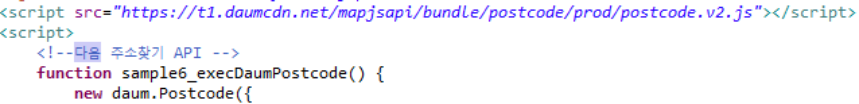 <script src="https://t1.daumcdn.net/mapjsapi/bundle/postcode/prod/postcode.v2.js"></script>
<script>
<!--다음 주소찾기 API -->
function sample6_execDaumPostcode() {
new daum.Postcode({